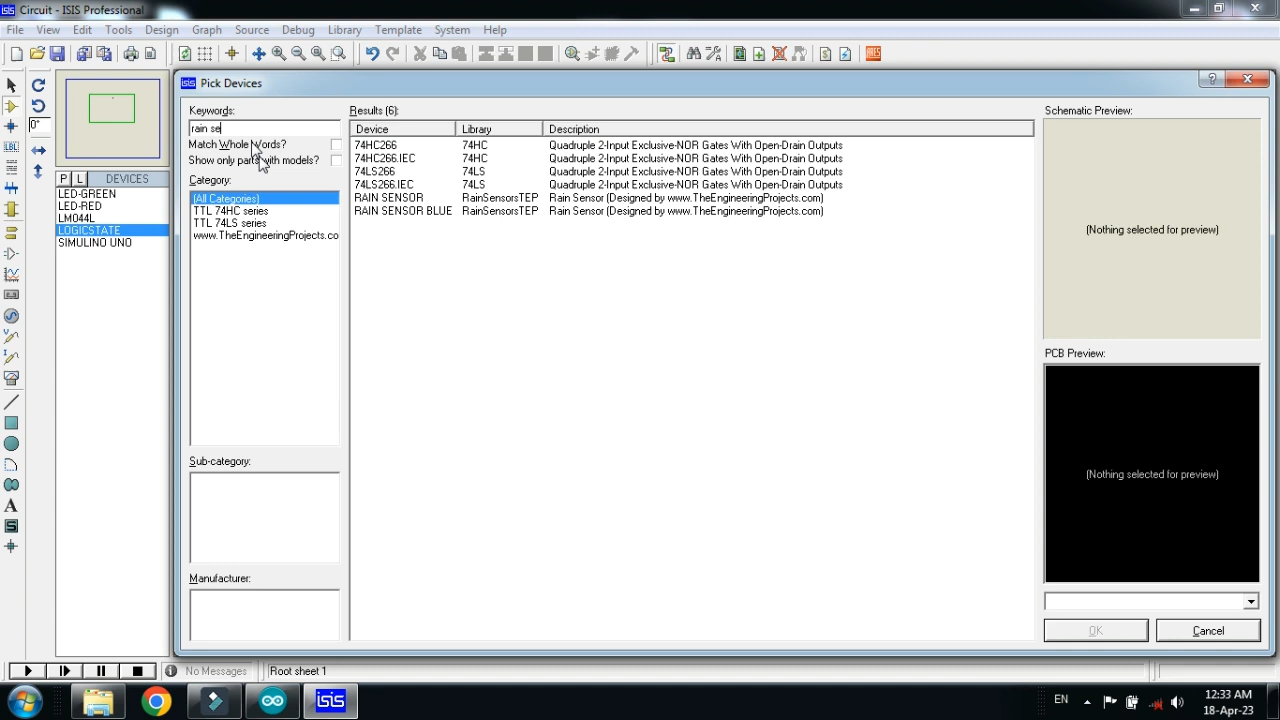 Circuit - ISIS Professional
File View Edit Tools Design Graph Source Debug Library Template System Help
Pick Devices
Keywords:
rain se
Match Whole Words?
Show only parts with models?
Category:
(All Categories)
TTL 74HC series
TTL 74LS series
www.TheEngineeringProjects.co
Sub-category:
Manufacturer:
Results (6):
Device Library Description
74HC266 74HC Quadruple 2-Input Exclusive-NOR Gates With Open-Drain Outputs
74HC266.IEC 74HC Quadruple 2-Input Exclusive-NOR Gates With Open-Drain Outputs
74LS266 74LS Quadruple 2-Input Exclusive-NOR Gates With Open-Drain Outputs
74LS266.IEC 74LS Quadruple 2-Input Exclusive-NOR Gates With Open-Drain Outputs
RAIN SENSOR RainSensorsTEP Rain Sensor (Designed by www.TheEngineeringProjects.com)
RAIN SENSOR BLUE RainSensorsTEP Rain Sensor (Designed by www.TheEngineeringProjects.com)
Schematic Preview:
(Nothing selected for preview)
PCB Preview:
(Nothing selected for preview)
OK Cancel
0°
LBL
A
S
P L DEVICES
LED-GREEN
LED-RED
LM044L
LOGICSTATE
SIMULINO UNO
No Messages Root sheet 1
isis
EN
12:33 AM
18-Apr-23